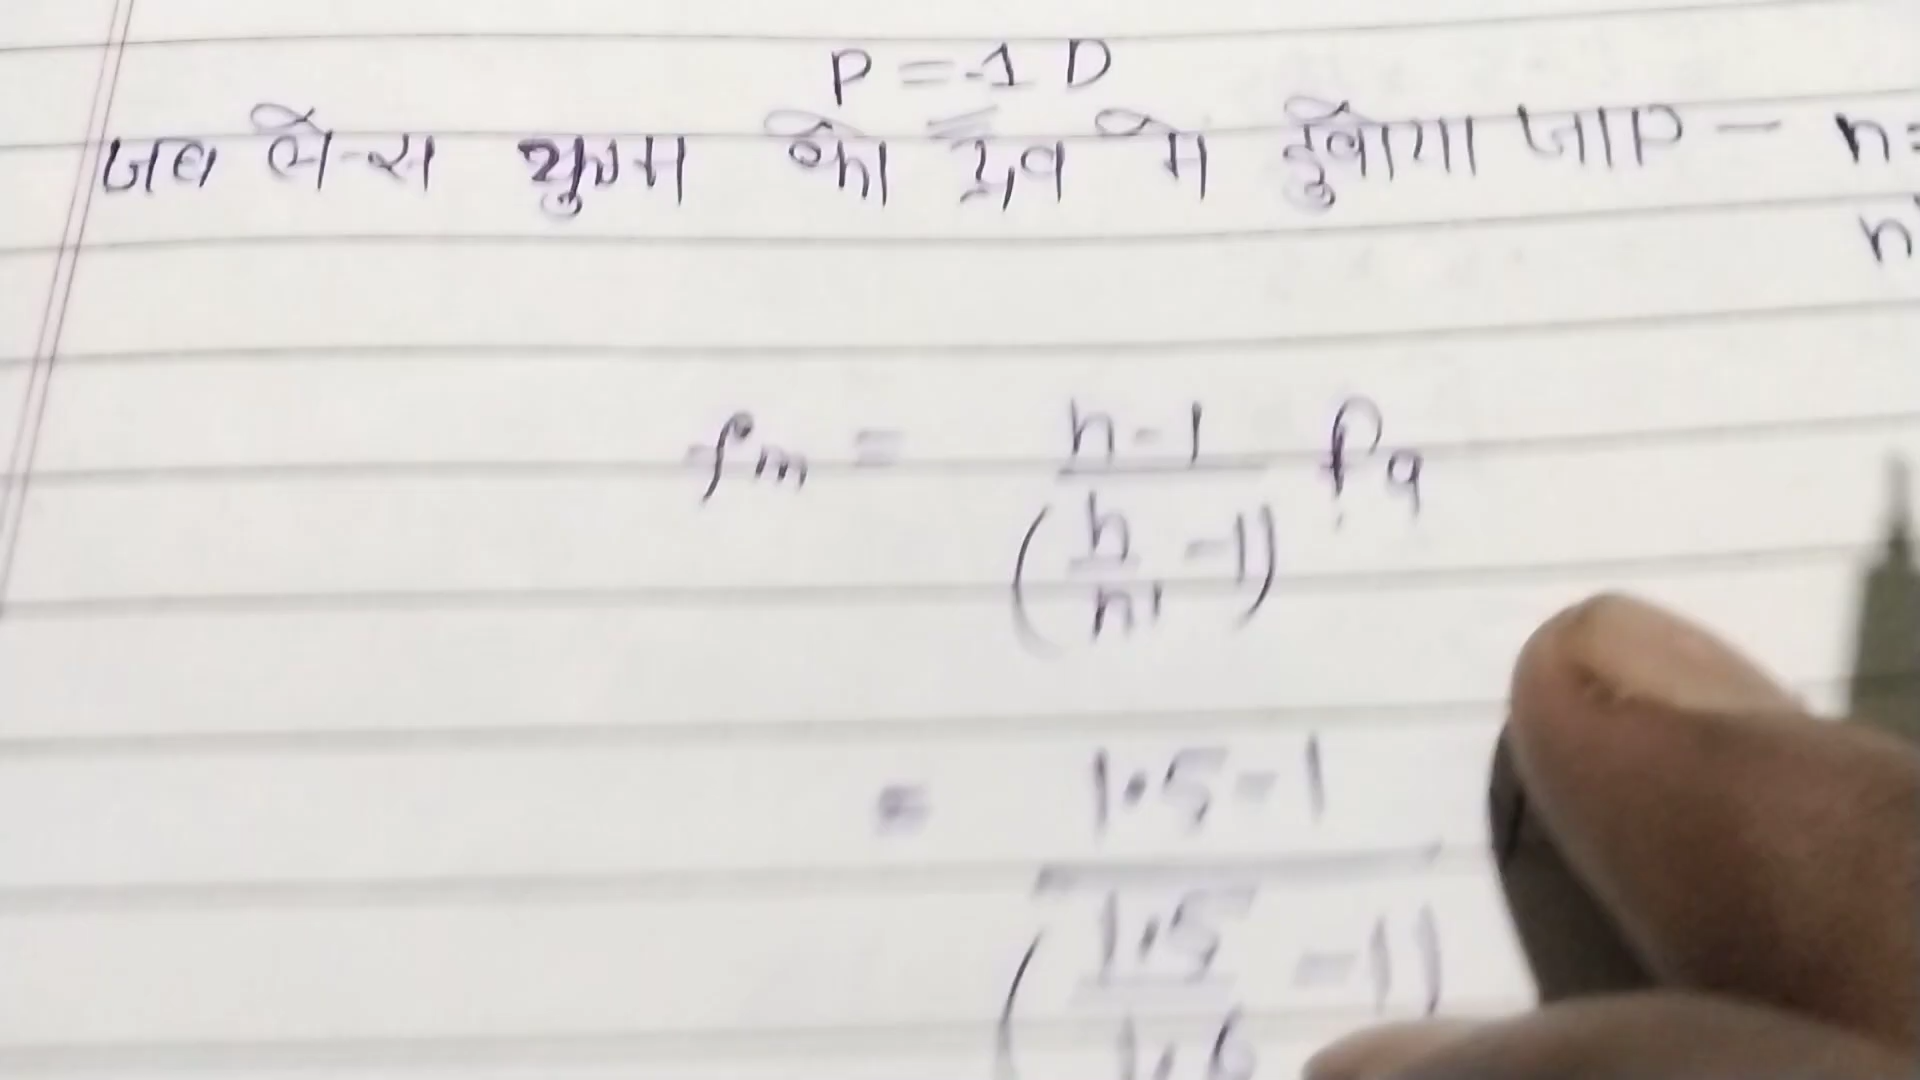 P = -1 D
जब लेन्स युग्म को द्रव में डुबोया जाए - n=
n'
fm = n-1 / (n/n' -1) fa
= 1.5-1 / (1.5/1.6 -1)